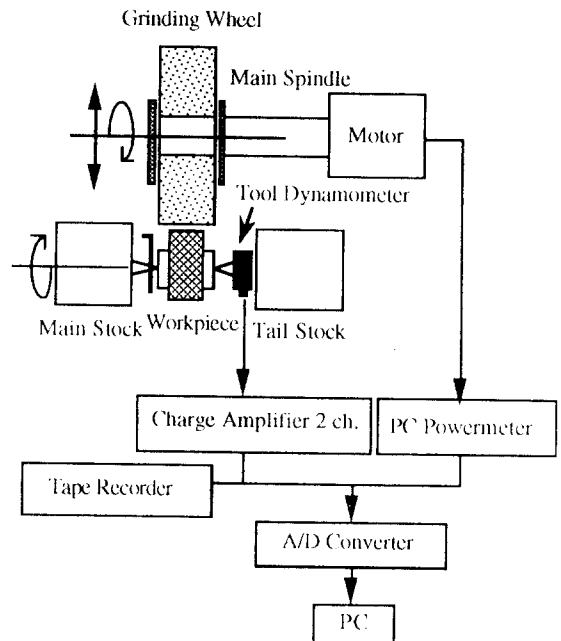 Grinding Wheel
Main Spindle
Motor
Tool Dynamometer
Main Stock
Workpiece
Tail Stock
Charge Amplifier 2 ch.
PC Powermeter
Tape Recorder
A/D Converter
PC